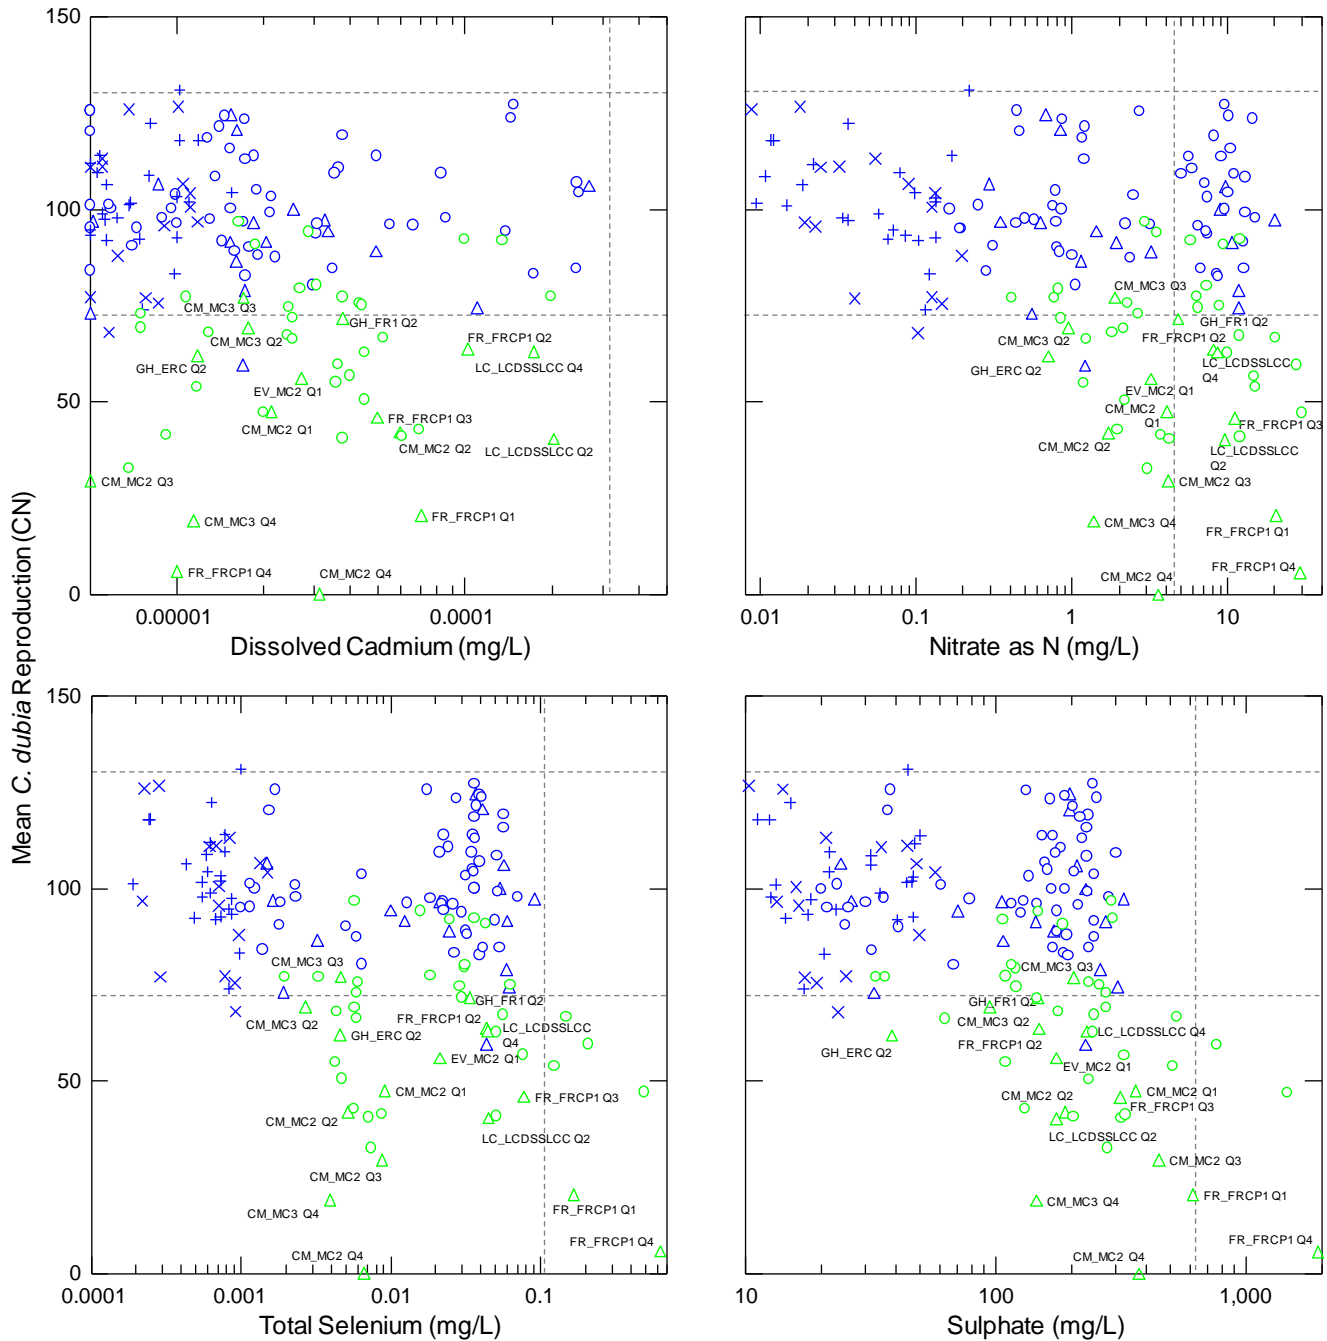 Mean C. dubia Reproduction (CN)
150
100
50
0
CM_MC3 Q3
GH_FR1 Q2
CM_MC3 Q2
FR_FRCP1 Q2
GH_ERC Q2
LC_LCDSSLCC Q4
EV_MC2 Q1
FR_FRCP1 Q3
CM_MC2 Q1
CM_MC2 Q2
LC_LCDSSLCC Q2
CM_MC2 Q3
CM_MC3 Q4
FR_FRCP1 Q1
FR_FRCP1 Q4
CM_MC2 Q4
0.00001
0.0001
Dissolved Cadmium (mg/L)
CM_MC3 Q3
GH_FR1 Q2
CM_MC3 Q2
FR_FRCP1 Q2
GH_ERC Q2
LC_LCDSSLCC
Q4
EV_MC2 Q1
CM_MC2
Q1
FR_FRCP1 Q3
CM_MC2 Q2
LC_LCDSSLCC
Q2
CM_MC2 Q3
CM_MC3 Q4
FR_FRCP1 Q1
CM_MC2 Q4
FR_FRCP1 Q4
0.01
0.1
1
10
Nitrate as N (mg/L)
150
100
50
0
CM_MC3 Q3
GH_FR1 Q2
CM_MC3 Q2
FR_FRCP1 Q2
LC_LCDSSLCC
Q4
GH_ERC Q2
EV_MC2 Q1
CM_MC2 Q1
FR_FRCP1 Q3
CM_MC2 Q2
LC_LCDSSLCC Q2
CM_MC2 Q3
CM_MC3 Q4
FR_FRCP1 Q1
FR_FRCP1 Q4
CM_MC2 Q4
0.0001
0.001
0.01
0.1
Total Selenium (mg/L)
CM_MC3 Q3
GH_FR1 Q2
CM_MC3 Q2
LC_LCDSSLCC Q4
FR_FRCP1 Q2
GH_ERC Q2
EV_MC2 Q1
CM_MC2 Q1
CM_MC2 Q2
FR_FRCP1 Q3
LC_LCDSSLCC Q2
CM_MC2 Q3
CM_MC3 Q4
FR_FRCP1 Q1
FR_FRCP1 Q4
CM_MC2 Q4
10
100
1,000
Sulphate (mg/L)